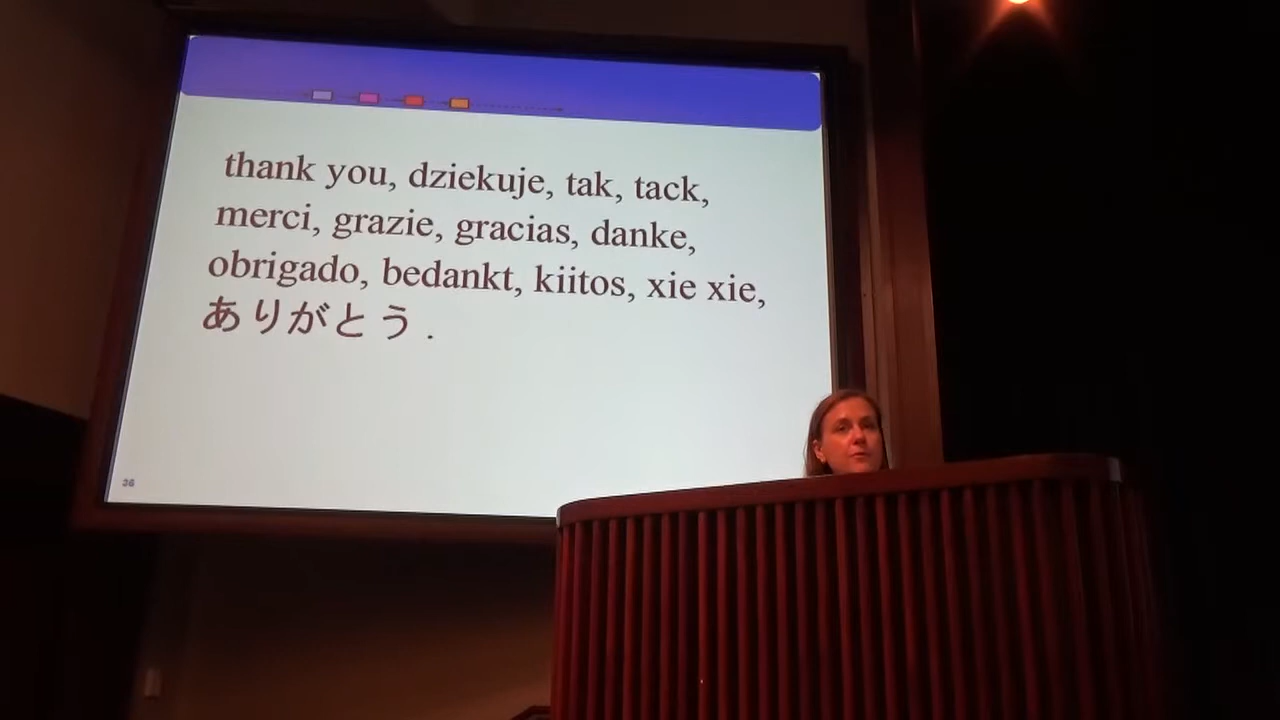 thank you, dziekuje, tak, tack,
merci, grazie, gracias, danke,
obrigado, bedankt, kiitos, xie xie,
ありがとう.
36